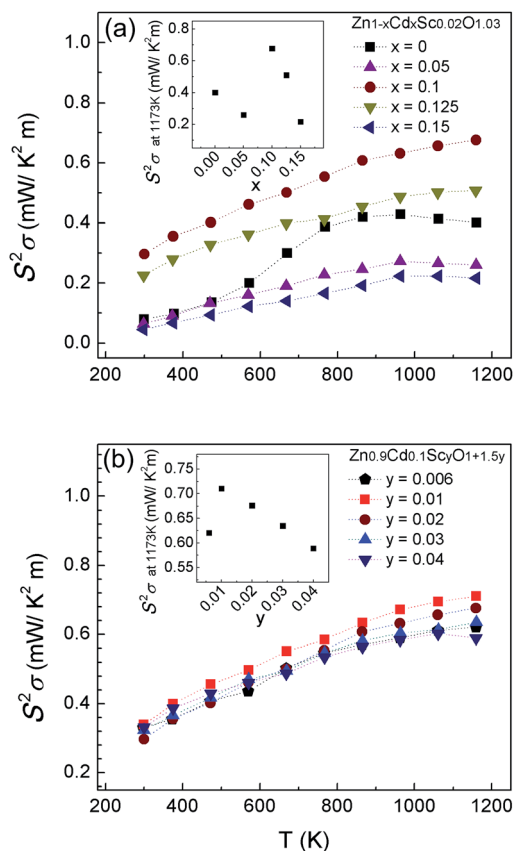 (a)
Zn1-xCdxSc0.02O1.03
x = 0
x = 0.05
x = 0.1
x = 0.125
x = 0.15
S²σ at 1173K (mW/ K² m)
0.8
0.6
0.4
0.2
0.00
0.05
0.10
0.15
x
S²σ (mW/ K² m)
1.0
0.8
0.6
0.4
0.2
0.0
200 400 600 800 1000 1200
(b)
Zn0.9Cd0.1ScyO1+1.5y
y = 0.006
y = 0.01
y = 0.02
y = 0.03
y = 0.04
S²σ at 1173K (mW/ K²m)
0.75
0.70
0.65
0.60
0.55
0.01
0.02
0.03
0.04
y
S²σ (mW/ K² m)
1.0
0.8
0.6
0.4
0.2
200 400 600 800 1000 1200
T (K)